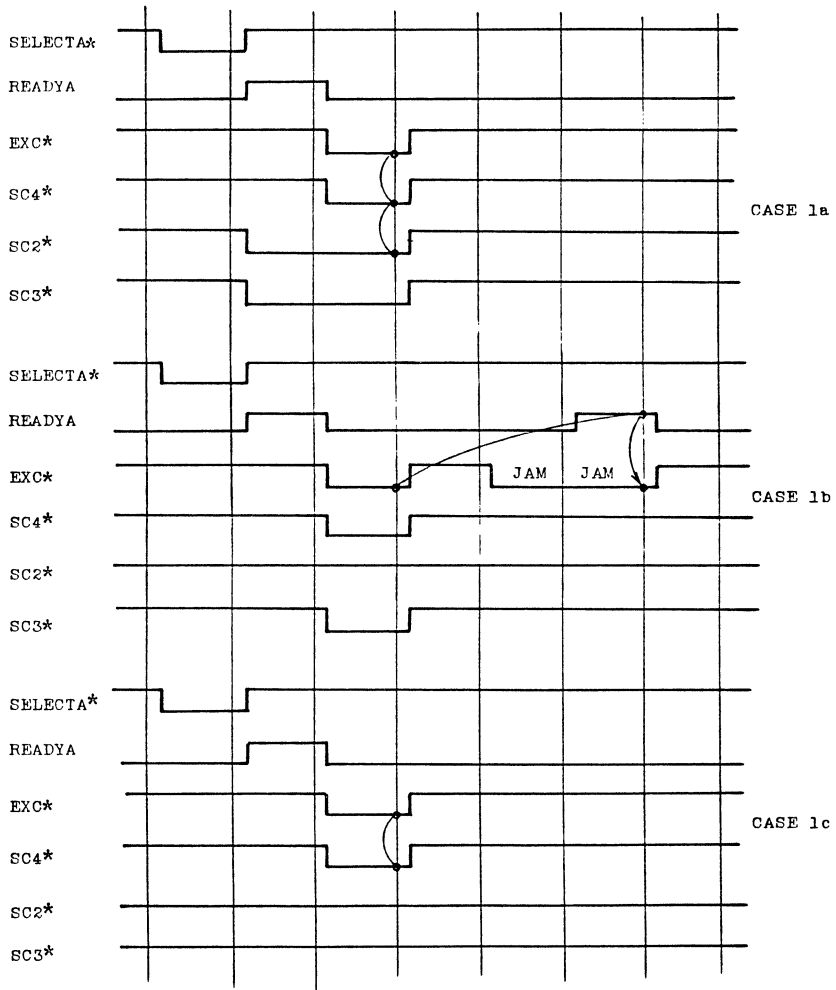 SELECTA*
READYA
EXC*
SC4*
CASE 1a
SC2*
SC3*
SELECTA*
READYA
EXC*
JAM JAM
CASE 1b
SC4*
SC2*
SC3*
SELECTA*
READYA
EXC*
CASE 1c
SC4*
SC2*
SC3*